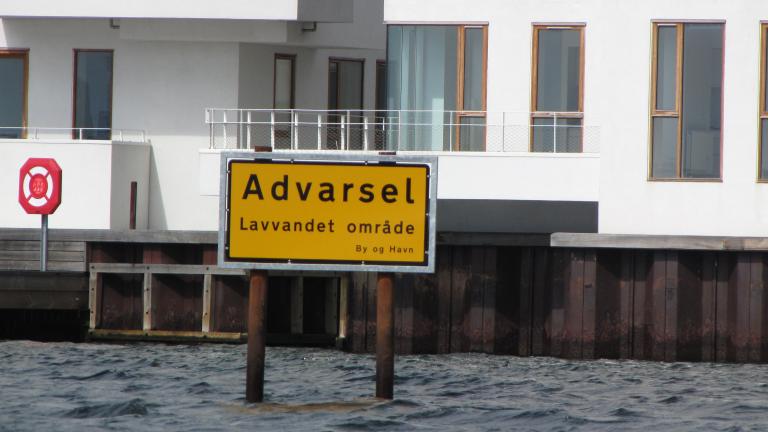 Advarsel
Lavvandet område
By og Havn